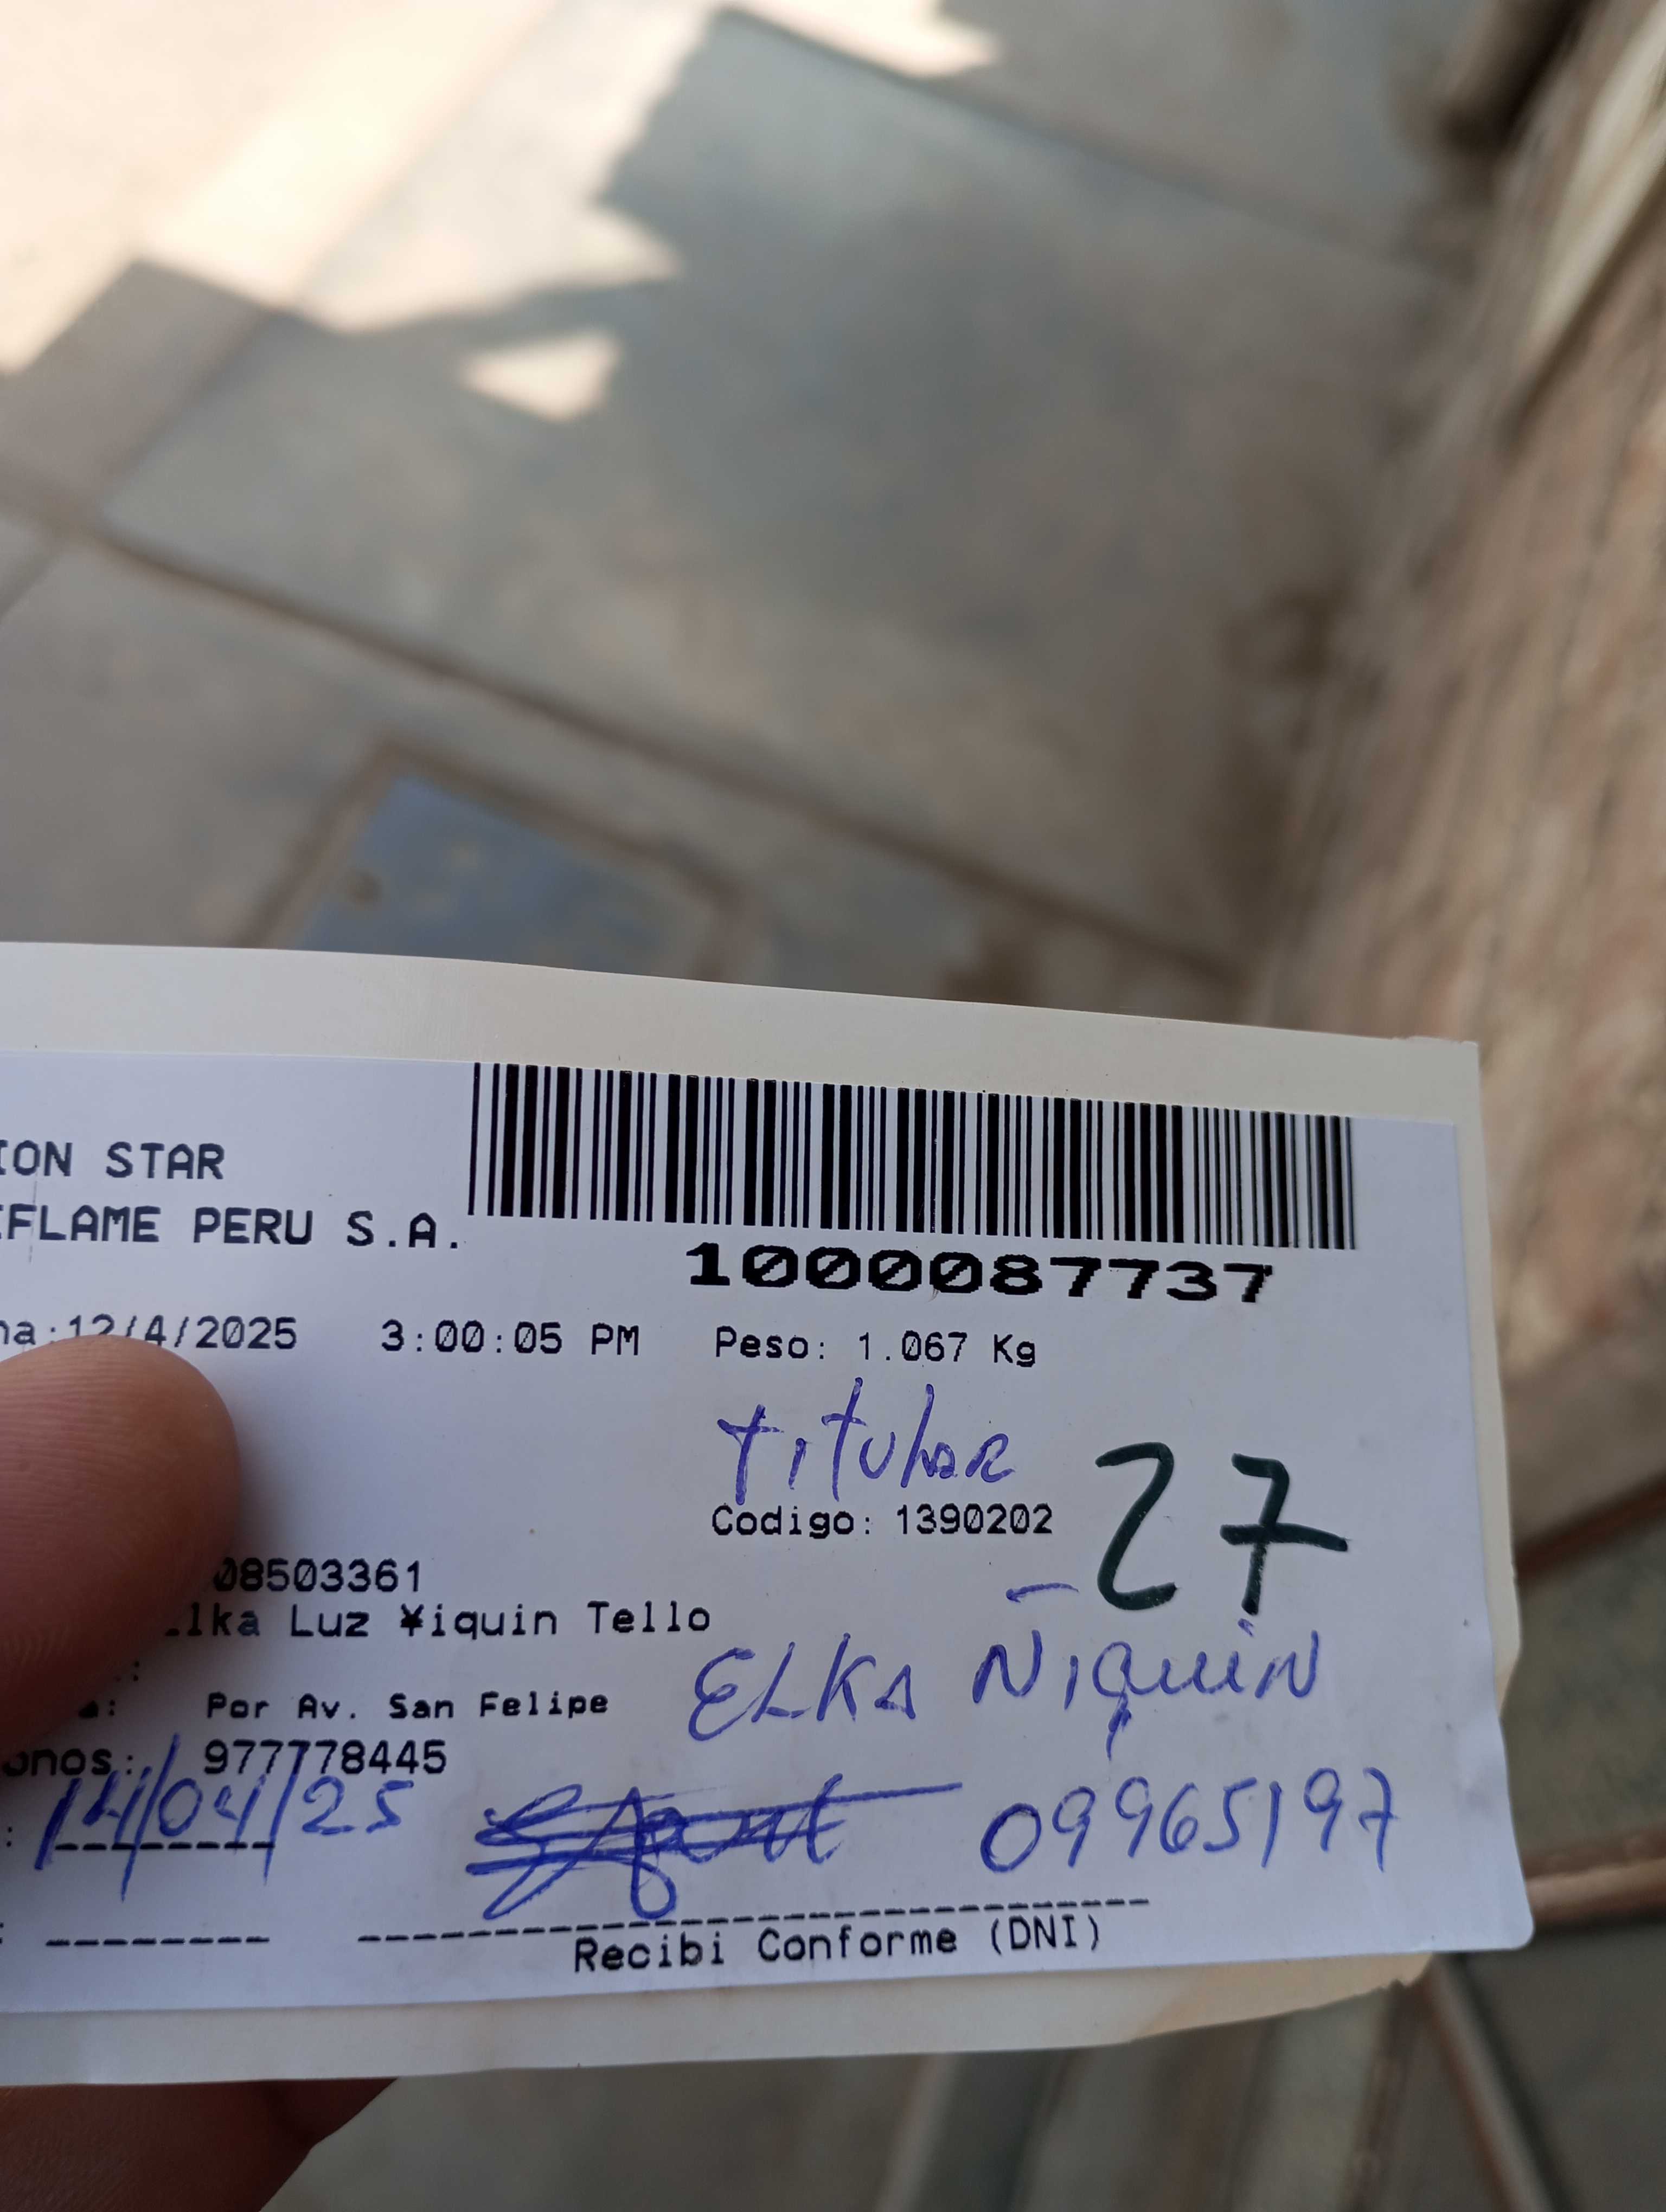 ION STAR
FLAME PERU S.A.
1000087737
na:12/4/2025 3:00:05 PM Peso: 1.067 Kg
titular
Codigo: 1390202 27
08503361
lka Luz ¥iquin Tello
ELKA NIQUIN
a: Por Av. San Felipe
onos: 977778445
: 14/04/25 09965197
Recibi Conforme (DNI)